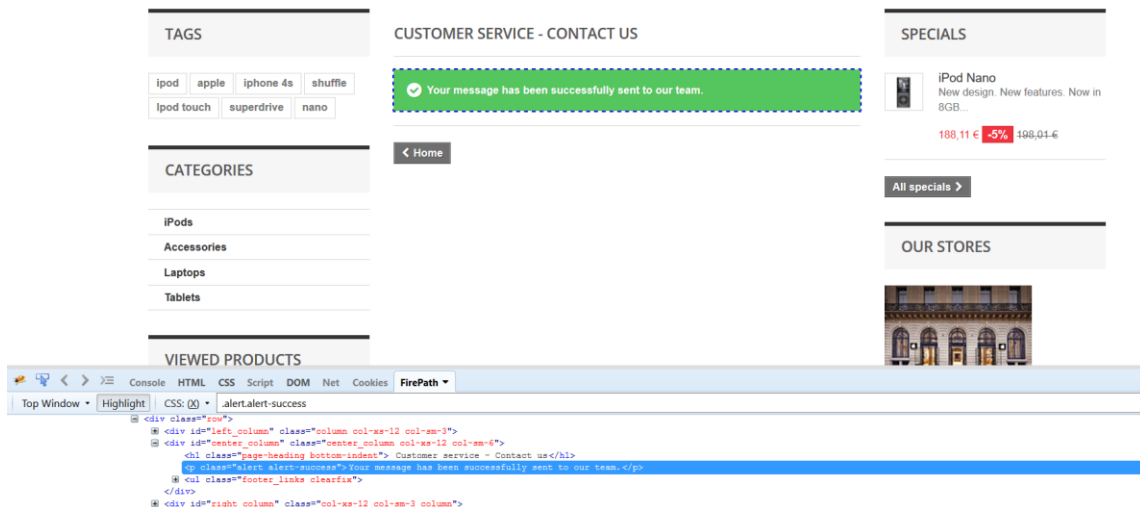 TAGS
ipod apple iphone 4s shuffle
Ipod touch superdrive nano
CATEGORIES
iPods
Accessories
Laptops
Tablets
VIEWED PRODUCTS
CUSTOMER SERVICE - CONTACT US
Your message has been successfully sent to our team.
Home
SPECIALS
iPod Nano
New design. New features. Now in
8GB...
188,11 € -5% 198,01 €
All specials
OUR STORES
Console HTML CSS Script DOM Net Cookies FirePath
Top Window Highlight CSS: (X) .alert.alert-success
<div class="row">
<div id="left_column" class="column col-xs-12 col-sm-3">
<div id="center_column" class="center_column col-xs-12 col-sm-6">
<h1 class="page-heading bottom-indent"> Customer service - Contact us</h1>
<p class="alert alert-success">Your message has been successfully sent to our team.</p>
<ul class="footer_links clearfix">
</div>
<div id="right_column" class="col-xs-12 col-sm-3 column">